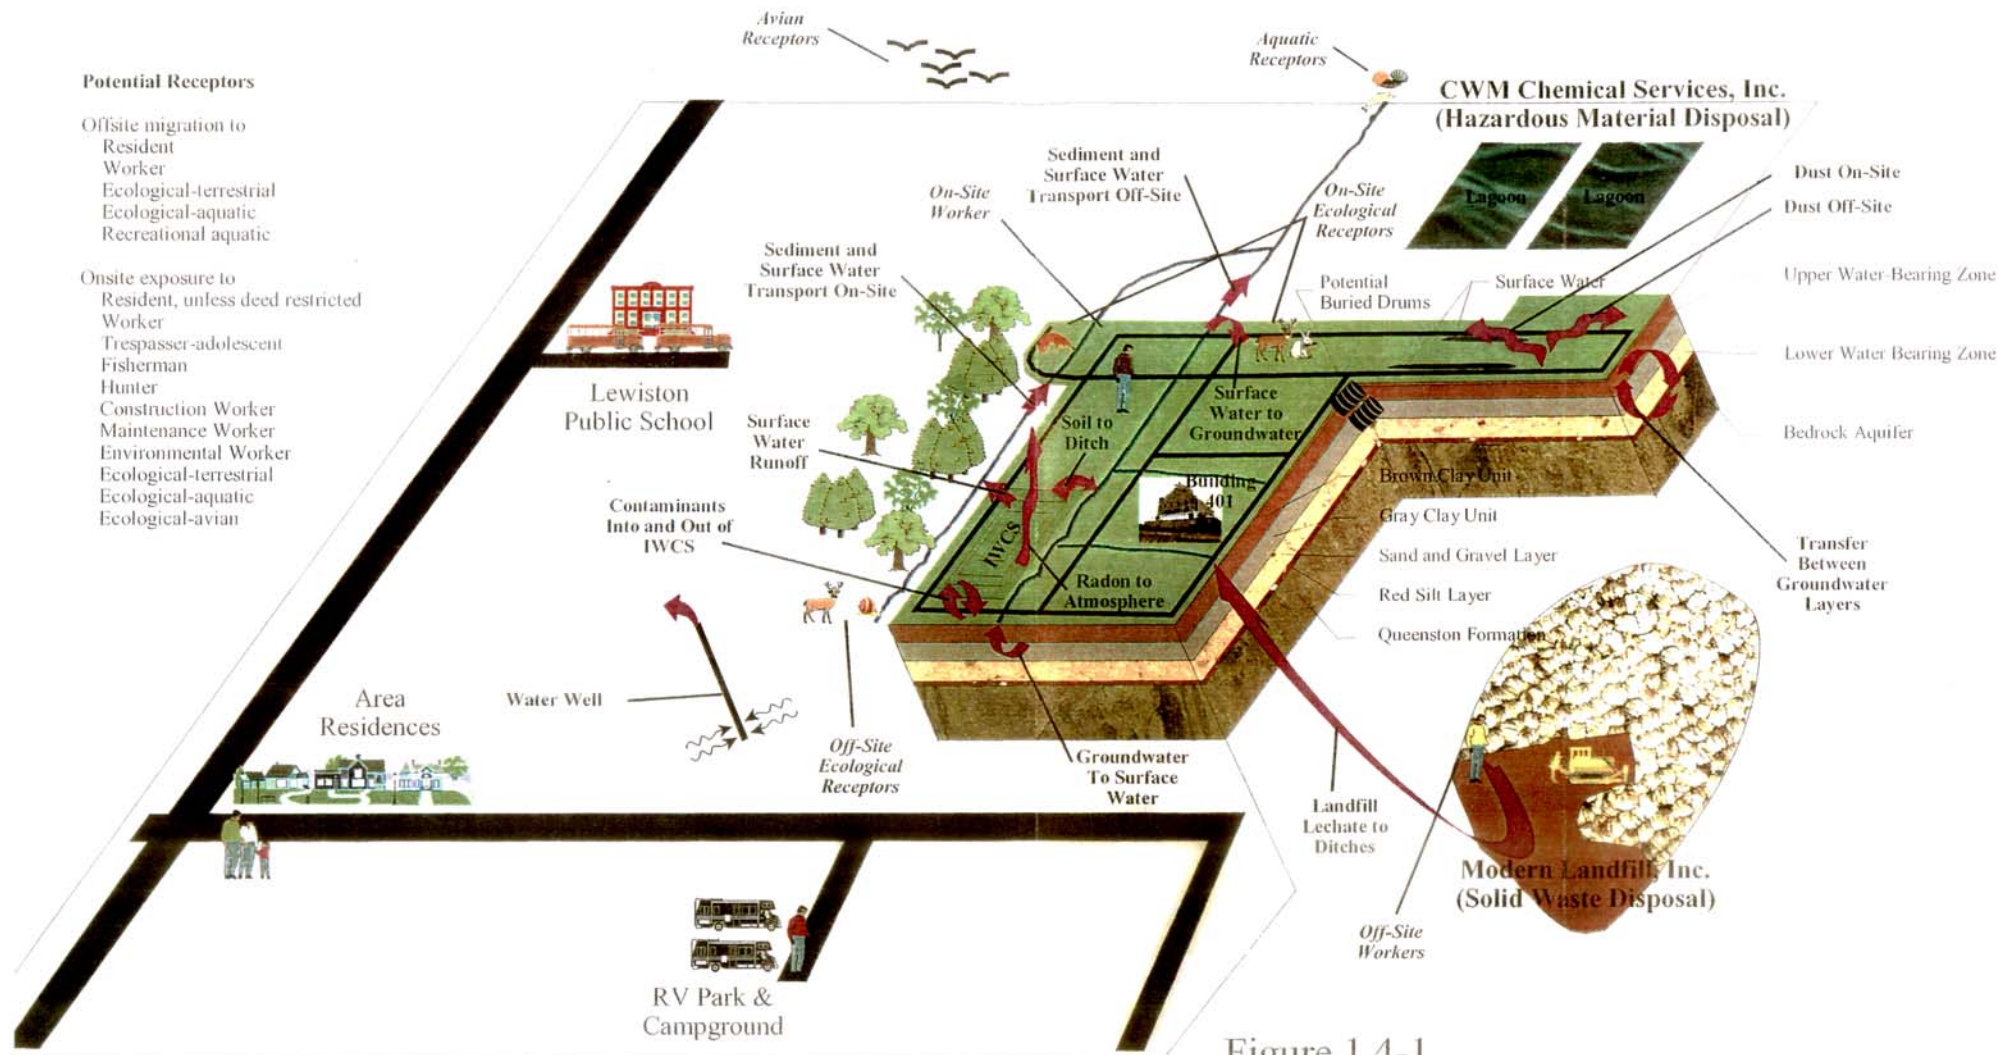 Potential Receptors
Offsite migration to
Resident
Worker
Ecological-terrestrial
Ecological-aquatic
Recreational aquatic
Onsite exposure to
Resident, unless deed restricted
Worker
Trespasser-adolescent
Fisherman
Hunter
Construction Worker
Maintenance Worker
Environmental Worker
Ecological-terrestrial
Ecological-aquatic
Ecological-avian
Avian
Receptors
Aquatic
Receptors
CWM Chemical Services, Inc.
(Hazardous Material Disposal)
Lagoon
Lagoon
Sediment and
Surface Water
Transport Off-Site
On-Site
Worker
On-Site
Ecological
Receptors
Dust On-Site
Dust Off-Site
Sediment and
Surface Water
Transport On-Site
Potential
Buried Drums
Surface Water
Upper Water-Bearing Zone
Lower Water Bearing Zone
Bedrock Aquifer
Lewiston
Public School
Surface
Water
Runoff
Soil to
Ditch
Surface
Water to
Groundwater
Contaminants
Into and Out of
IWCS
IWCS
Building
401
Radon to
Atmosphere
Brown Clay Unit
Gray Clay Unit
Sand and Gravel Layer
Red Silt Layer
Queenston Formation
Transfer
Between
Groundwater
Layers
Area
Residences
Water Well
Off-Site
Ecological
Receptors
Groundwater
To Surface
Water
Landfill
Lechate to
Ditches
Modern Landfill, Inc.
(Solid Waste Disposal)
Off-Site
Workers
RV Park &
Campground
Figure 1.4-1